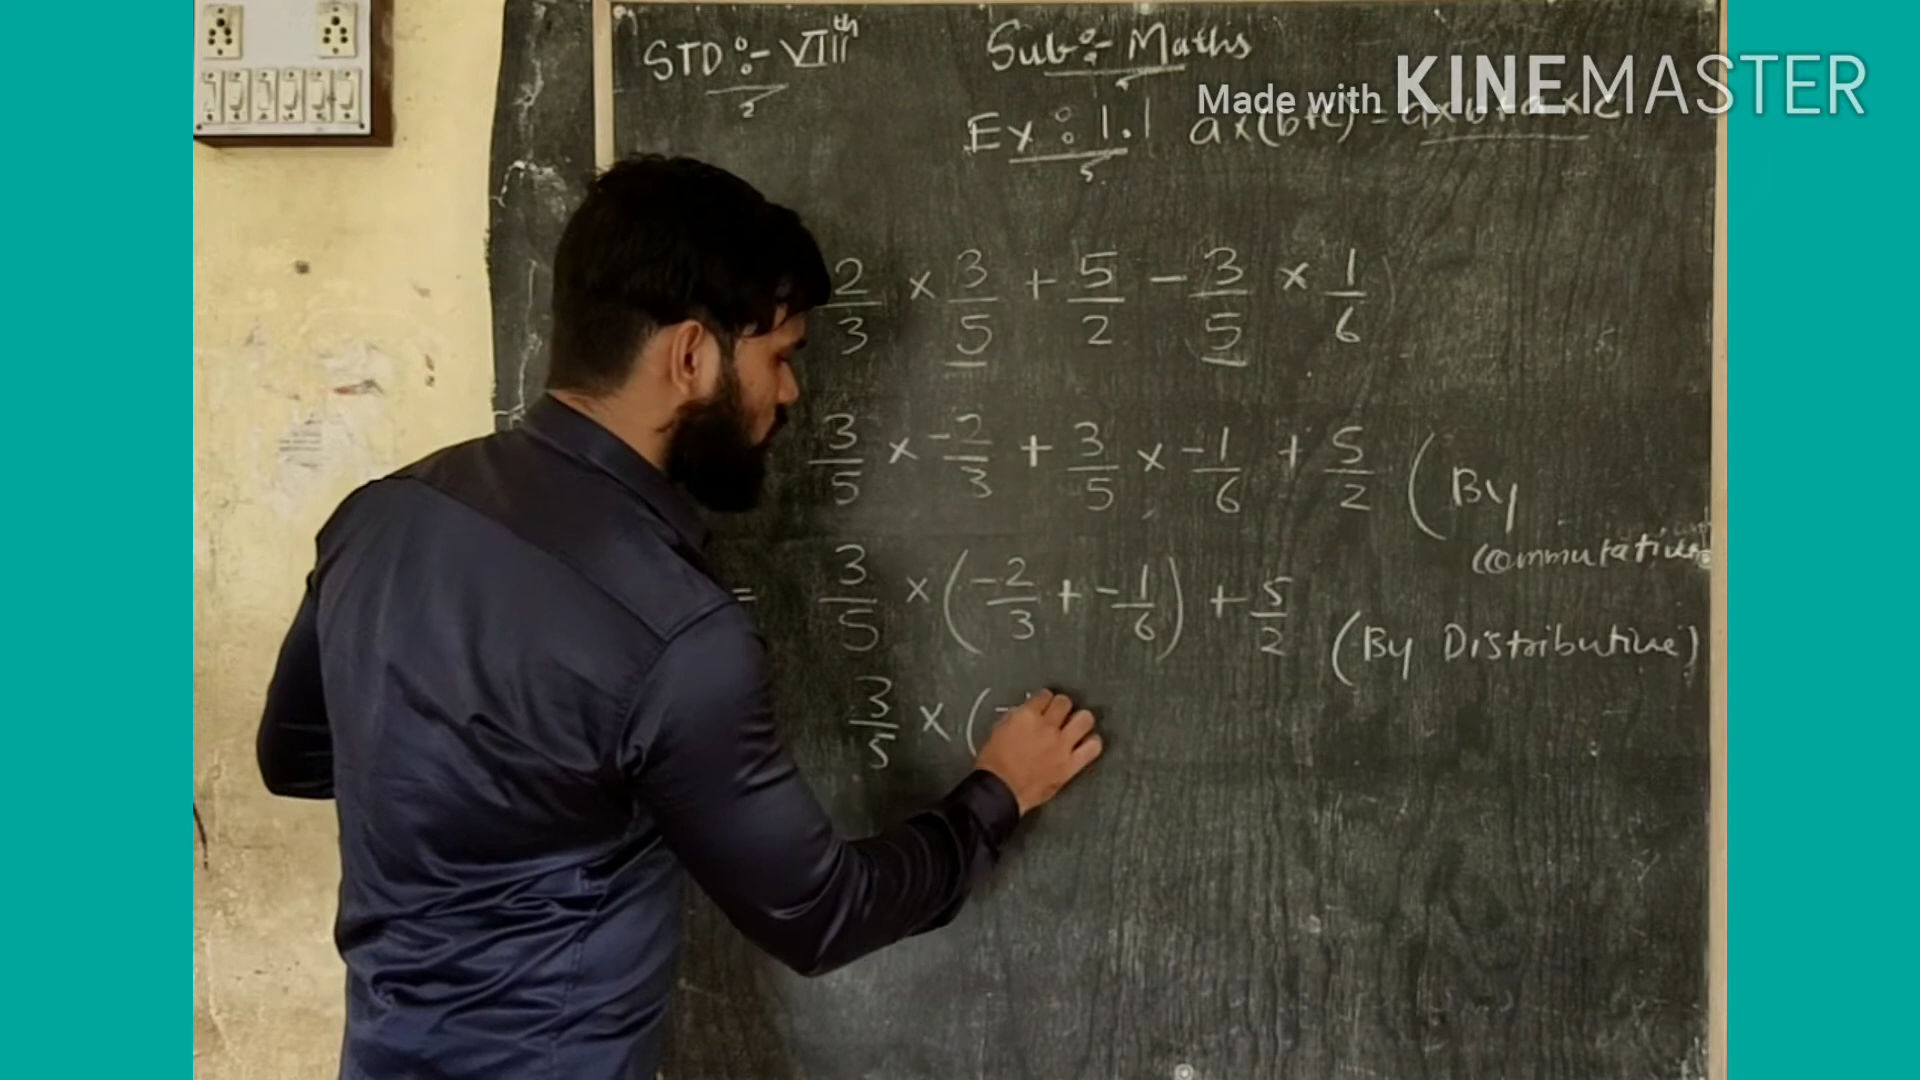 STD :- VIIIth
Sub :- Maths
Made with KINEMASTER
Ex : 1.1 a×(b+c) = a×b+a×c
2/3 × 3/5 + 5/2 - 3/5 × 1/6
3/5 × -2/3 + 3/5 × -1/6 + 5/2 (By
commutative
= 3/5 × (-2/3 + -1/6) + 5/2 (By Distributive)
3/5 × (-